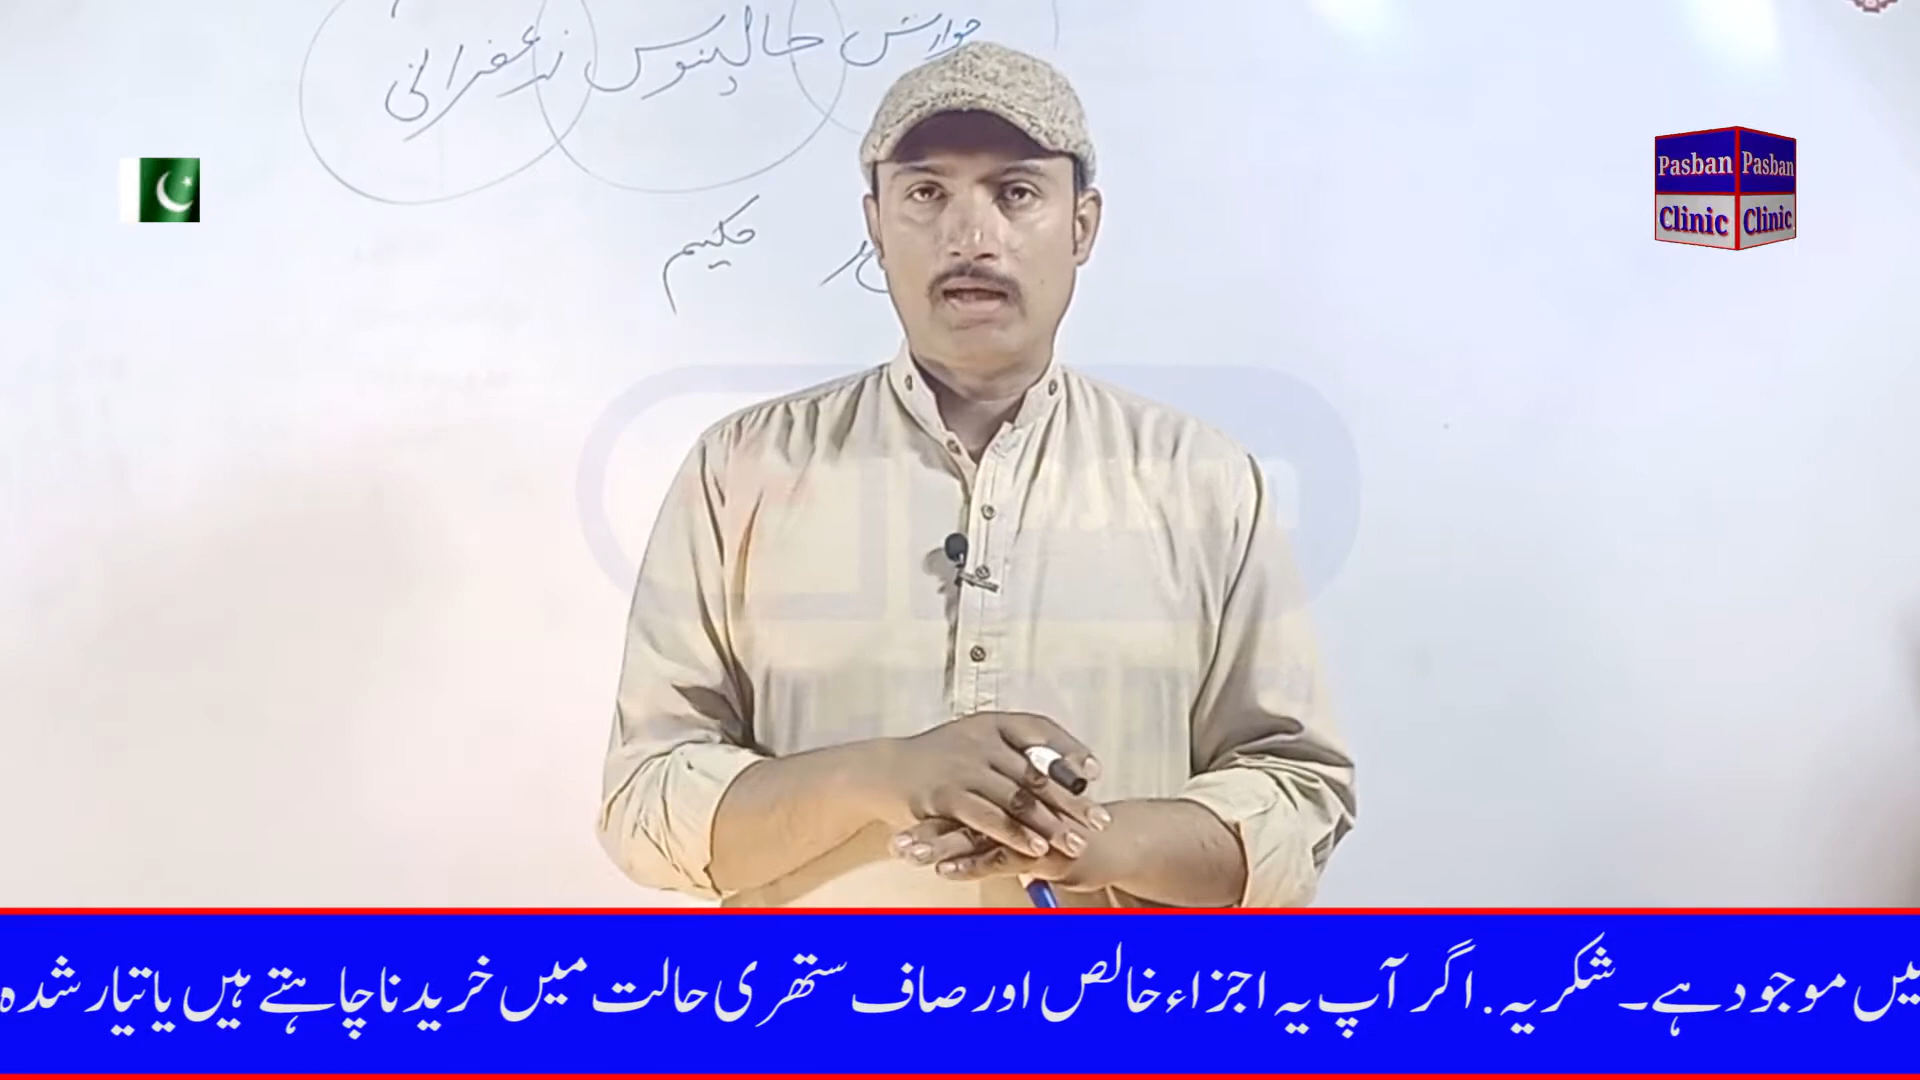 جوارش جالینوس زعفرانی
حکیم
Pasban Pasban
Clinic Clinic
میں موجود ہے۔ شکریہ. اگر آپ یہ اجزاء خالص اور صاف ستھری حالت میں خریدنا چاہتے ہیں یا تیار شدہ